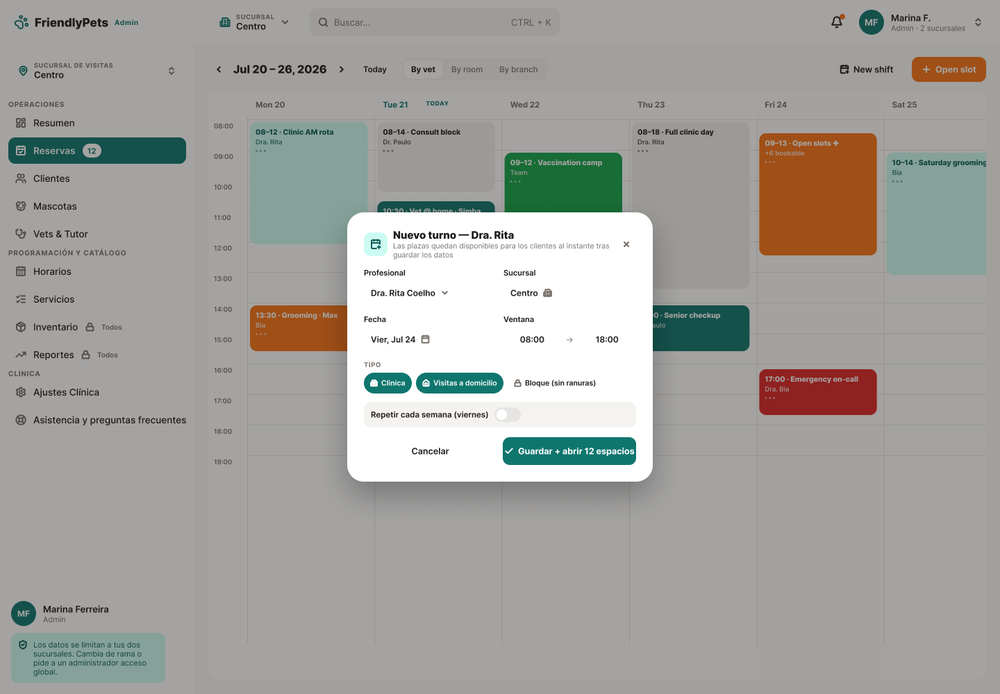 FriendlyPets Admin
SUCURSAL
Centro
Buscar...
CTRL + K
MF
Marina F.
Admin · 2 sucursales
SUCURSAL DE VISITAS
Centro
OPERACIONES
Resumen
Reservas 12
Clientes
Mascotas
Vets & Tutor
PROGRAMACIÓN Y CATÁLOGO
Horarios
Servicios
Inventario Todos
Reportes Todos
CLINICA
Ajustes Clínica
Asistencia y preguntas frecuentes
MF
Marina Ferreira
Admin
Los datos se limitan a tus dos
sucursales. Cambia de rama o
pide a un administrador acceso
global.
Jul 20 – 26, 2026
Today
By vet
By room
By branch
New shift
+ Open slot
Mon 20
Tue 21 TODAY
Wed 22
Thu 23
Fri 24
Sat 25
08:00
09:00
10:00
11:00
12:00
13:00
14:00
15:00
16:00
17:00
18:00
19:00
08–12 · Clinic AM rota
Dra. Rita
13:30 · Grooming · Max
Bia
08–14 · Consult block
Dr. Paulo
10:30 · Vet @ home · Simba
09–12 · Vaccination camp
Team
08–18 · Full clinic day
Dra. Rita
0 · Senior checkup
aulo
09–13 · Open slots +
+6 bookable
17:00 · Emergency on-call
Dra. Bia
10–14 · Saturday grooming
Bia
Nuevo turno — Dra. Rita
Las plazas quedan disponibles para los clientes al instante tras
guardar los datos
Profesional
Sucursal
Dra. Rita Coelho
Centro
Fecha
Ventana
Vier, Jul 24
08:00 → 18:00
TIPO
Clinica
Visitas a domicilio
Bloque (sin ranuras)
Repetir cada semana (viernes)
Cancelar
Guardar + abrir 12 espacios